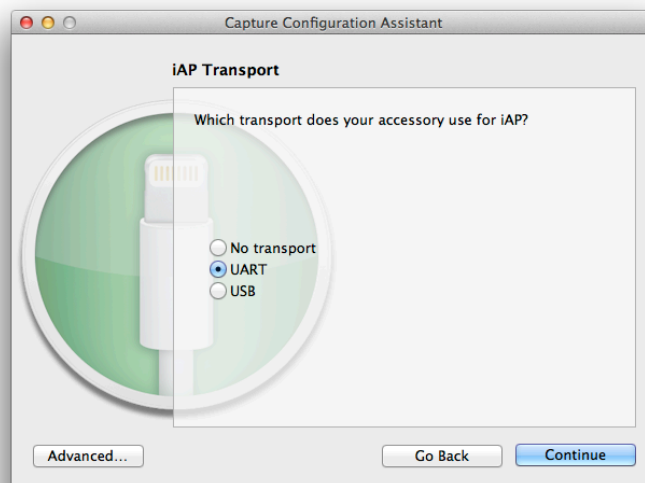 Capture Configuration Assistant
iAP Transport
Which transport does your accessory use for iAP?
No transport
UART
USB
Advanced...
Go Back
Continue